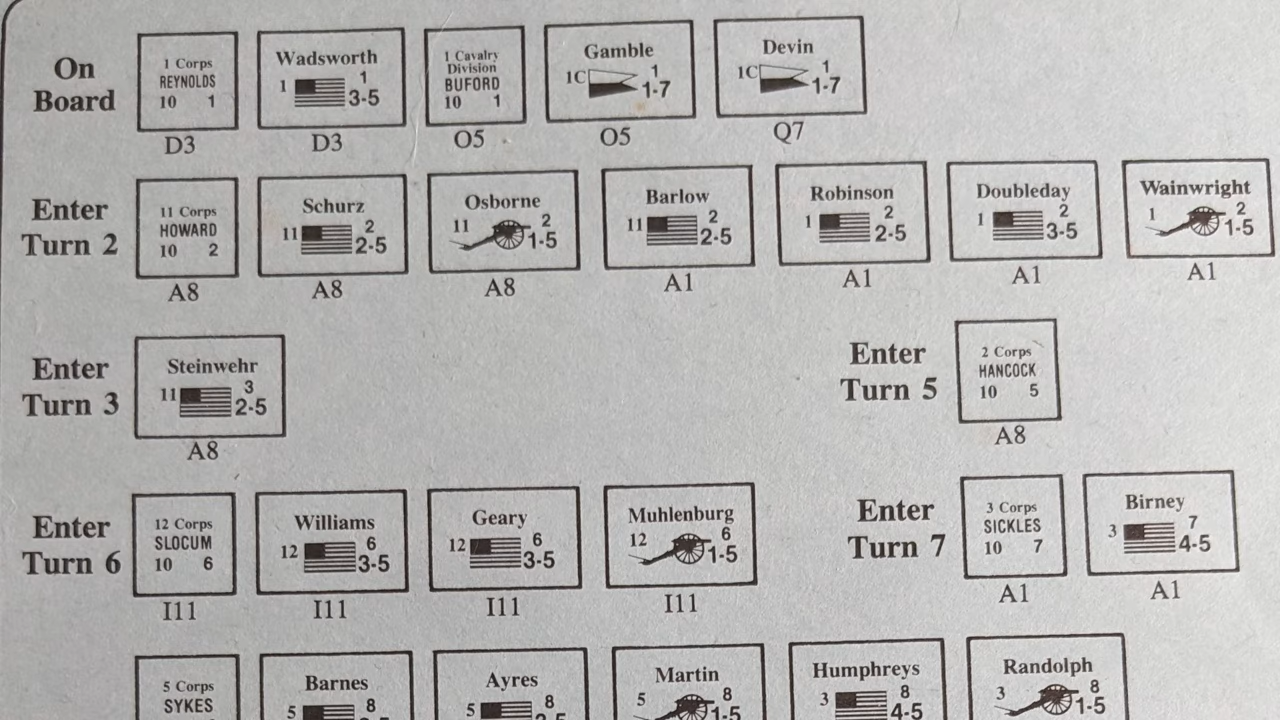 On Board
1 Corps
REYNOLDS
10 1
D3
Wadsworth
1 1
3-5
D3
1 Cavalry
Division
BUFORD
10 1
O5
Gamble
1C 1
1-7
O5
Devin
1C 1
1-7
Q7
Enter
Turn 2
11 Corps
HOWARD
10 2
A8
Schurz
11 2
2-5
A8
Osborne
11 2
1-5
A8
Barlow
11 2
2-5
A1
Robinson
1 2
2-5
A1
Doubleday
1 2
3-5
A1
Wainwright
1 2
1-5
A1
Enter
Turn 3
Steinwehr
11 3
2-5
A8
Enter
Turn 5
2 Corps
HANCOCK
10 5
A8
Enter
Turn 6
12 Corps
SLOCUM
10 6
I11
Williams
12 6
3-5
I11
Geary
12 6
3-5
I11
Muhlenburg
12 6
1-5
I11
Enter
Turn 7
3 Corps
SICKLES
10 7
A1
Birney
3 7
4-5
A1
5 Corps
SYKES
Barnes
5 8
Ayres
5 8
Martin
5 8
1-5
Humphreys
3 8
4-5
Randolph
3 8
1-5